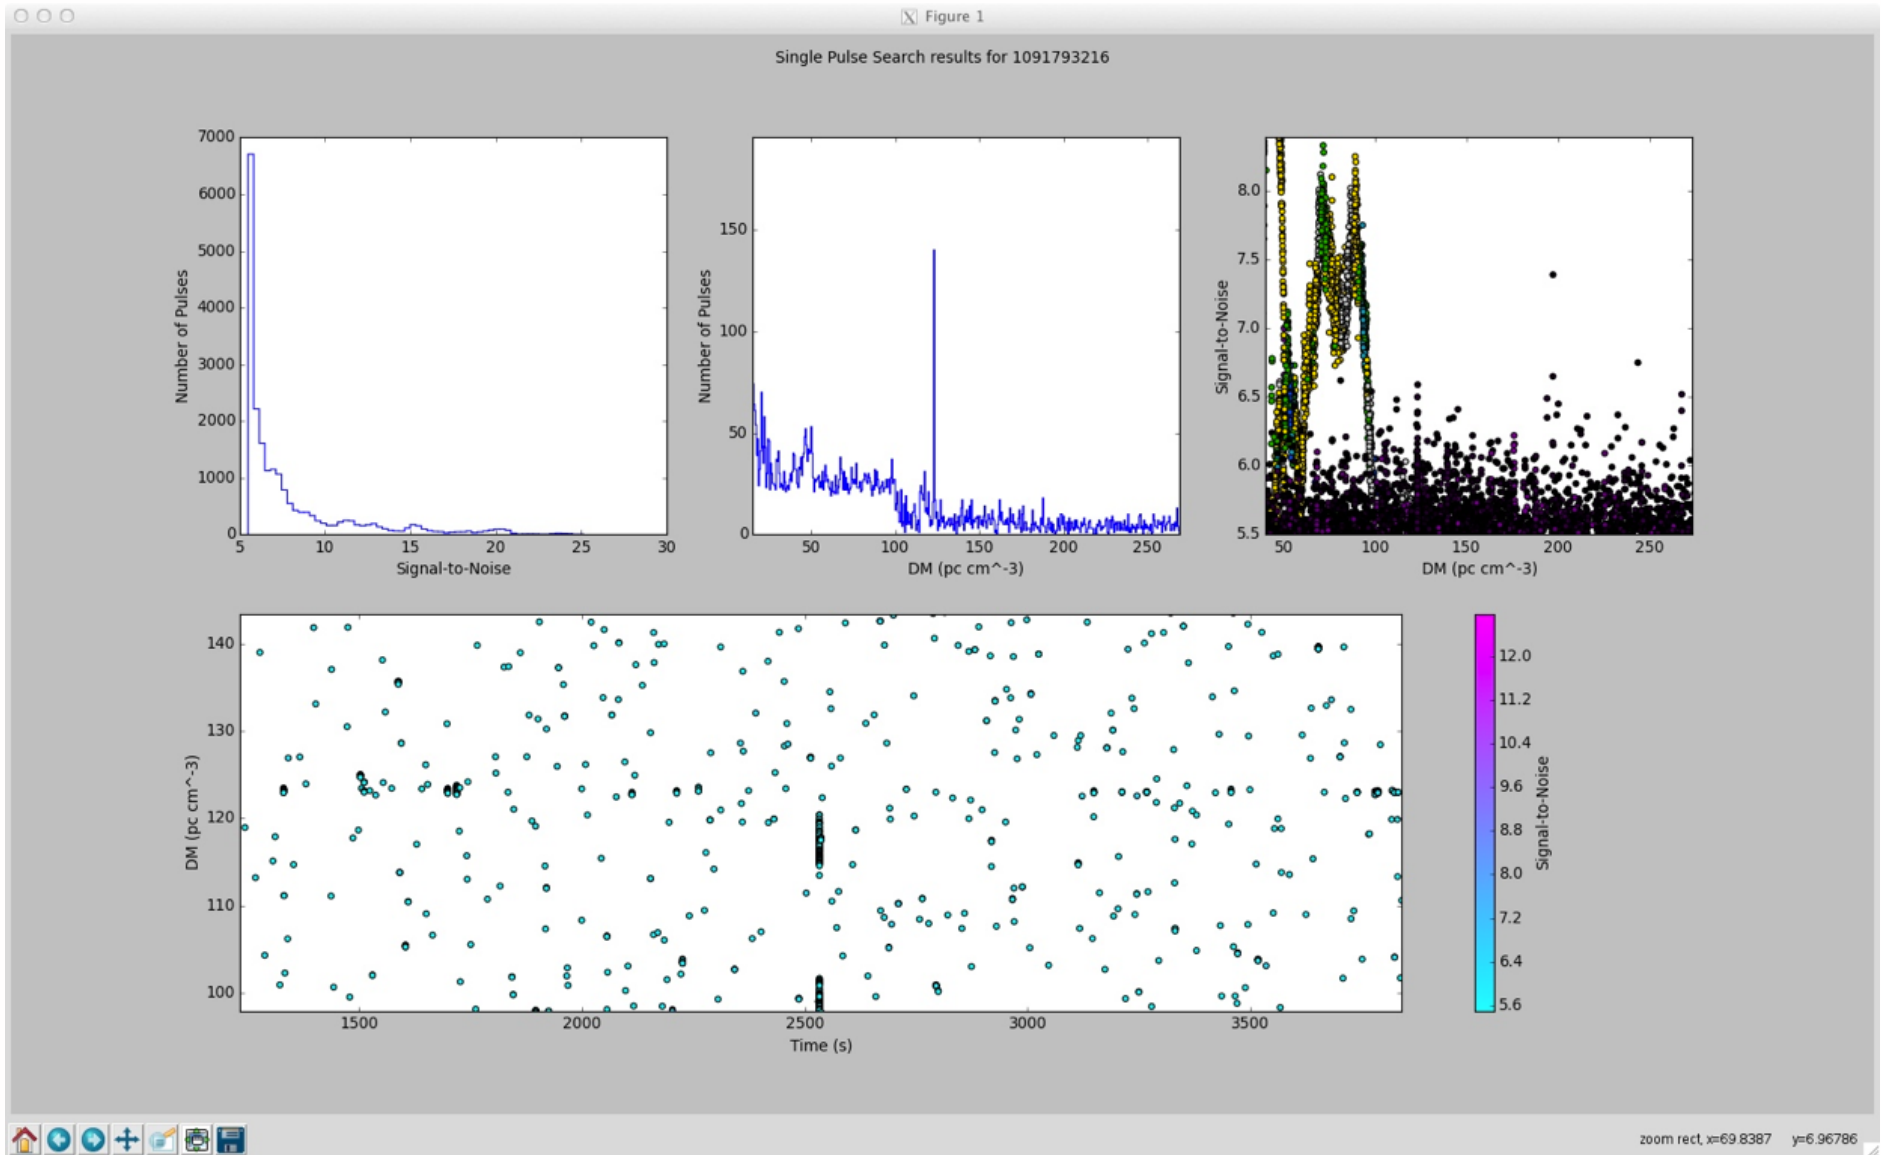 Figure 1
Single Pulse Search results for 1091793216
7000
6000
5000
4000
3000
2000
1000
0
Number of Pulses
5 10 15 20 25 30
Signal-to-Noise
150
100
50
0
Number of Pulses
50 100 150 200 250
DM (pc cm^-3)
8.0
7.5
7.0
6.5
6.0
5.5
Signal-to-Noise
50 100 150 200 250
DM (pc cm^-3)
140
130
120
110
100
DM (pc cm^-3)
1500 2000 2500 3000 3500
Time (s)
12.0
11.2
10.4
9.6
8.8
8.0
7.2
6.4
5.6
Signal-to-Noise
zoom rect, x=69.8387 y=6.96786